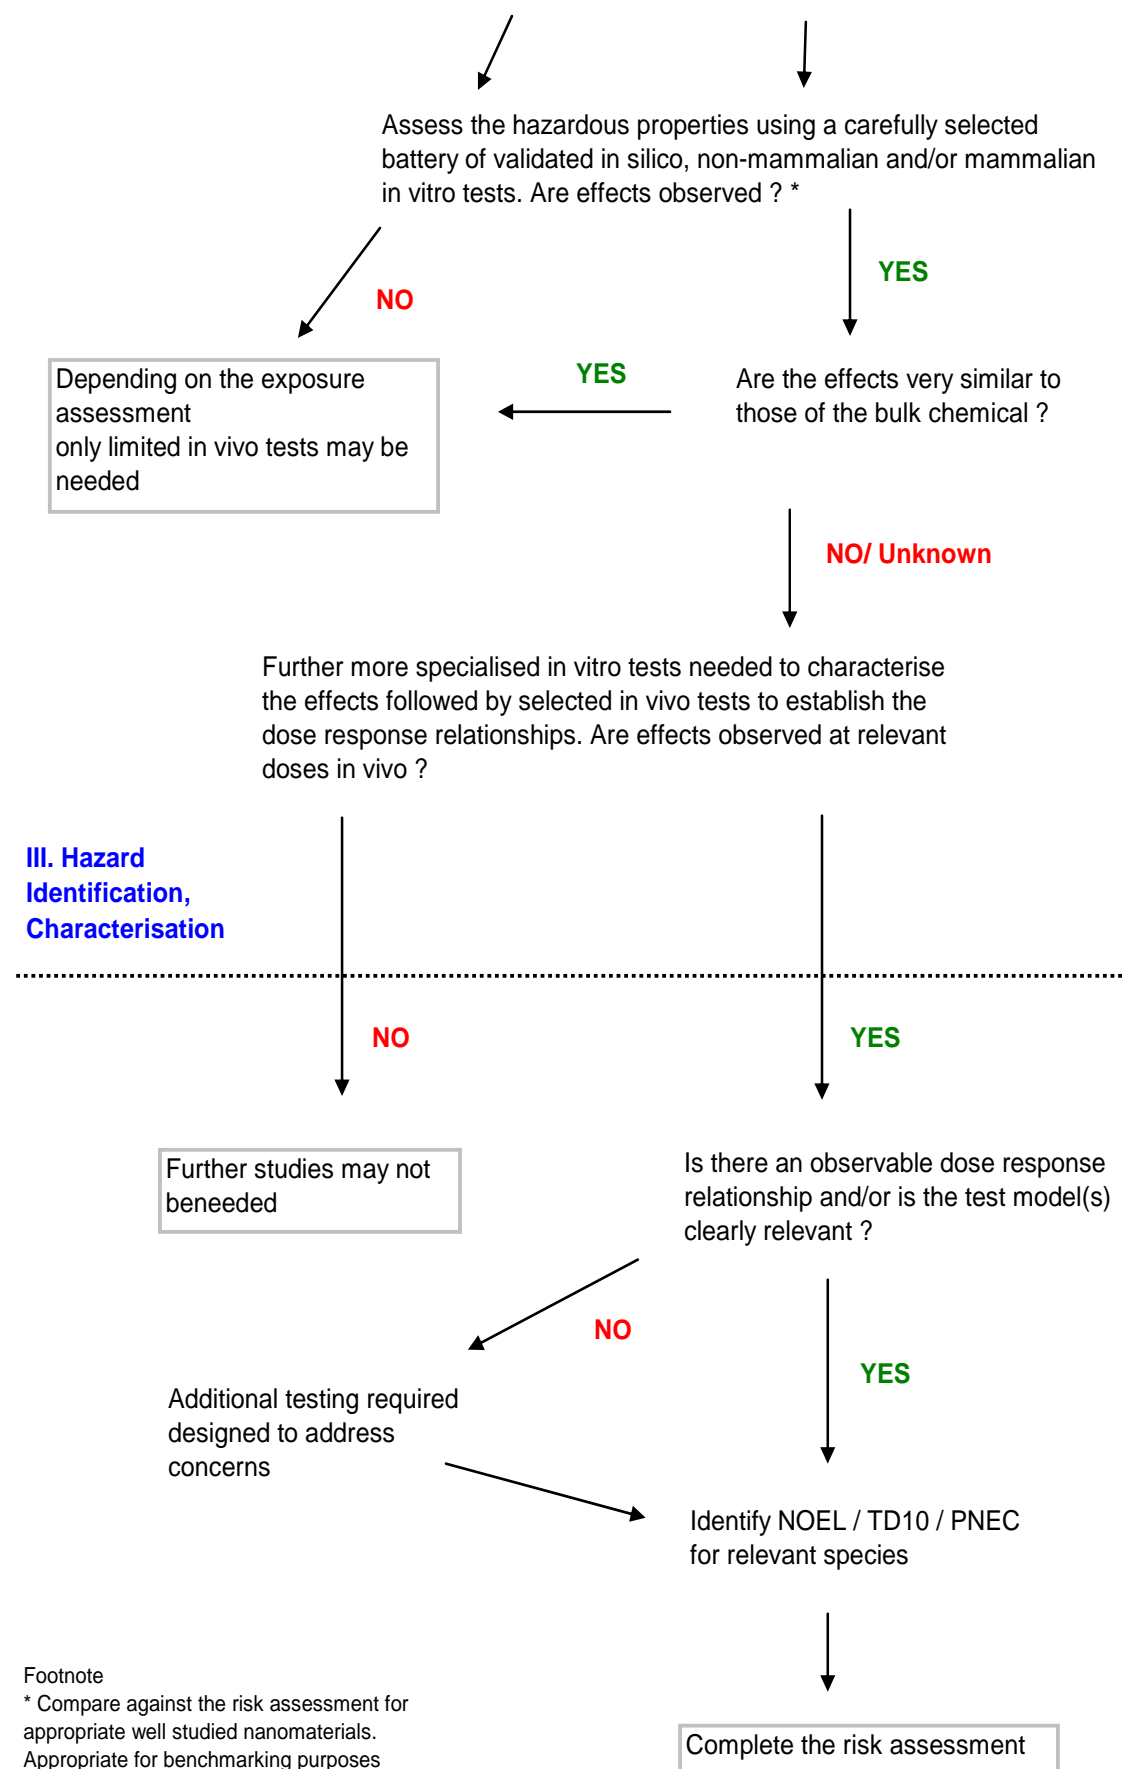 Assess the hazardous properties using a carefully selected
battery of validated in silico, non-mammalian and/or mammalian
in vitro tests. Are effects observed ? *
NO
YES
Depending on the exposure
assessment
only limited in vivo tests may be
needed
YES
Are the effects very similar to
those of the bulk chemical ?
NO/ Unknown
Further more specialised in vitro tests needed to characterise
the effects followed by selected in vivo tests to establish the
dose response relationships. Are effects observed at relevant
doses in vivo ?
III. Hazard
Identification,
Characterisation
NO
YES
Further studies may not
beneeded
Is there an observable dose response
relationship and/or is the test model(s)
clearly relevant ?
NO
YES
Additional testing required
designed to address
concerns
Identify NOEL / TD10 / PNEC
for relevant species
Footnote
* Compare against the risk assessment for
appropriate well studied nanomaterials.
Appropriate for benchmarking purposes
Complete the risk assessment